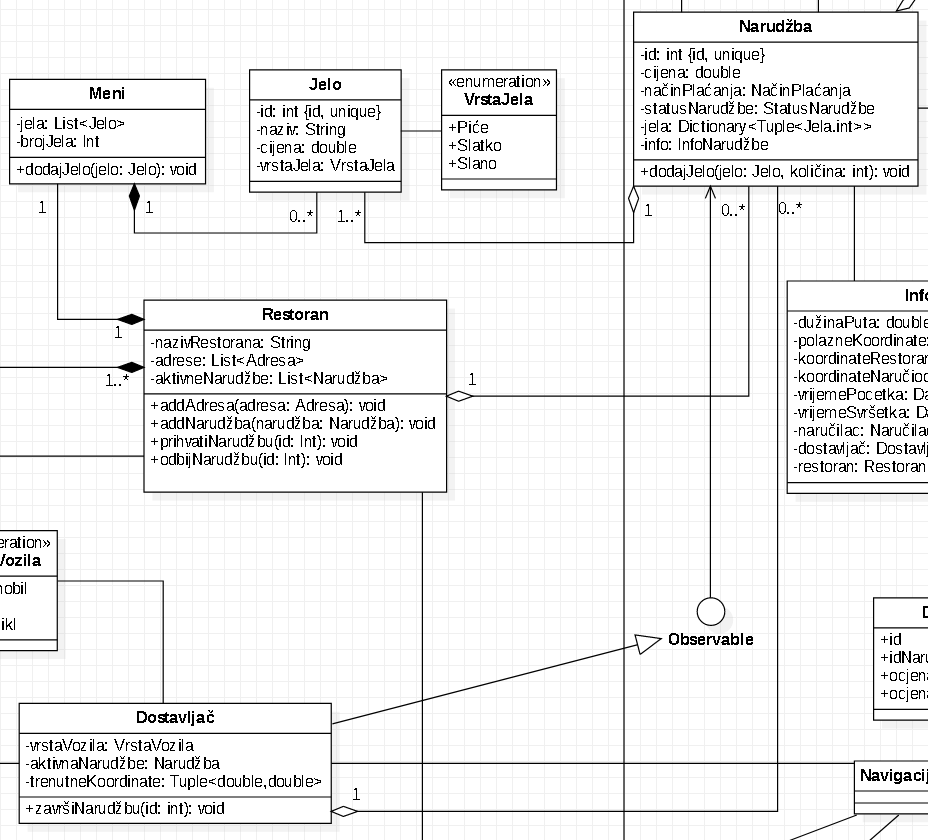 Narudžba
-id: int {id, unique}
-cijena: double
-načinPlaćanja: NačinPlaćanja
-statusNarudžbe: StatusNarudžbe
-jela: Dictionary<Tuple<Jela.int>>
-info: InfoNarudžbe
+dodajJelo(jelo: Jelo, količina: int): void
Meni
-jela: List<Jelo>
-brojJela: Int
+dodajJelo(jelo: Jelo): void
Jelo
-id: int {id, unique}
-naziv: String
-cijena: double
-vrstaJela: VrstaJela
«enumeration»
VrstaJela
+Piće
+Slatko
+Slano
1
1
0..*
1..*
1
0..*
0..*
1
1..*
Restoran
-nazivRestorana: String
-adrese: List<Adresa>
-aktivneNarudžbe: List<Narudžba>
+addAdresa(adresa: Adresa): void
+addNarudžba(narudžba: Narudžba): void
+prihvatiNarudžbu(id: Int): void
+odbijNarudžbu(id: Int): void
1
Info
-dužinaPuta: double
-polazneKoordinate:
-koordinateRestoran
-koordinateNaručioc
-vrijemePocetka: Da
-vrijemeSvršetka: Da
-naručilac: Naručilac
-dostavljač: Dostavlj
-restoran: Restoran
eration»
Vozila
nobil
ikl
Observable
D
+id
+idNaru
+ocjena
+ocjena
Dostavljač
-vrstaVozila: VrstaVozila
-aktivnaNarudžbe: Narudžba
-trenutneKoordinate: Tuple<double,double>
+završiNarudžbu(id: int): void
1
Navigacij